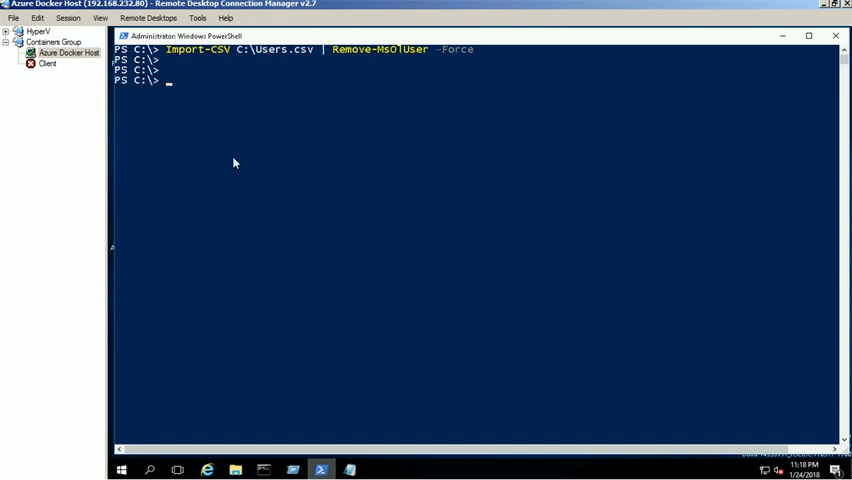 Azure Docker Host (192.168.232.80) - Remote Desktop Connection Manager v2.7
File Edit Session View Remote Desktops Tools Help
HyperV
Containers Group
Azure Docker Host
Client
Administrator: Windows PowerShell
PS C:\> Import-CSV C:\Users.csv | Remove-MsOlUser -Force
PS C:\>
PS C:\>
PS C:\> _
11:18 PM
1/24/2018